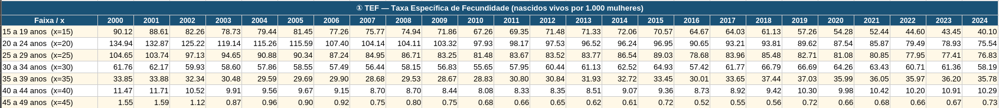 ① TEF — Taxa Específica de Fecundidade (nascidos vivos por 1.000 mulheres)
Faixa / x 2000 2001 2002 2003 2004 2005 2006 2007 2008 2009 2010 2011 2012 2013 2014 2015 2016 2017 2018 2019 2020 2021 2022 2023 2024
15 a 19 anos (x=15) 90.12 88.61 82.26 78.73 79.44 81.45 77.26 75.77 74.94 71.86 67.26 69.35 71.48 71.33 72.06 70.57 64.67 64.03 61.13 57.26 54.28 52.44 44.60 43.45 40.10
20 a 24 anos (x=20) 134.94 132.87 125.22 119.14 115.26 115.59 107.40 104.14 104.11 103.32 97.93 98.17 97.53 96.52 96.24 96.95 90.65 93.21 93.81 89.62 87.54 85.87 79.49 78.93 75.54
25 a 29 anos (x=25) 104.65 103.74 97.13 94.65 90.88 90.34 87.24 84.95 86.71 83.25 81.48 83.67 83.52 83.77 86.54 89.03 78.68 83.96 85.48 82.71 81.08 80.85 77.95 77.41 76.83
30 a 34 anos (x=30) 61.76 62.17 59.93 58.60 57.86 58.55 57.49 56.44 58.15 56.83 55.65 57.95 60.44 61.13 62.52 64.93 57.42 61.77 66.79 66.69 64.26 63.43 60.71 61.36 58.19
35 a 39 anos (x=35) 33.85 33.88 32.34 30.48 29.59 29.69 29.90 28.68 29.53 28.67 28.83 30.80 30.84 31.93 32.72 33.45 30.01 33.65 37.44 37.03 35.99 36.05 35.97 36.20 35.78
40 a 44 anos (x=40) 11.47 11.71 10.52 9.91 9.56 9.67 9.15 8.70 8.70 8.44 8.08 8.33 8.35 8.51 9.07 9.36 8.73 8.92 9.42 10.30 9.98 10.42 10.20 10.91 10.29
45 a 49 anos (x=45) 1.55 1.59 1.12 0.87 0.96 0.90 0.92 0.75 0.80 0.75 0.68 0.66 0.65 0.62 0.61 0.72 0.52 0.55 0.56 0.72 0.66 0.68 0.66 0.67 0.73